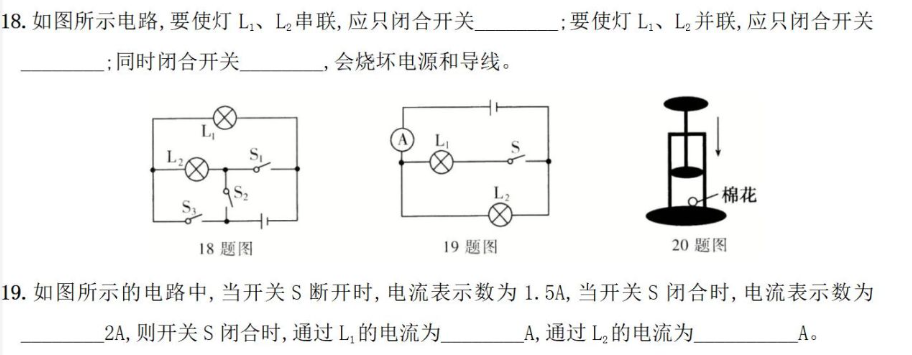 18. 如图所示电路,要使灯 L₁、L₂串联,应只闭合开关________;要使灯 L₁、L₂并联,应只闭合开关
________;同时闭合开关________,会烧坏电源和导线。
L₁
L₂
S₁
S₂
S₃
18 题图
A
L₁
S
L₂
19 题图
棉花
20 题图
19. 如图所示的电路中,当开关 S 断开时,电流表示数为 1.5A,当开关 S 闭合时,电流表示数为
________2A,则开关 S 闭合时,通过 L₁的电流为________A,通过 L₂的电流为________A。